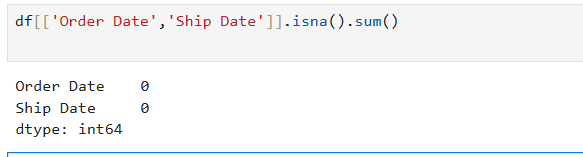 df[['Order Date','Ship Date']].isna().sum()
Order Date    0
Ship Date     0
dtype: int64